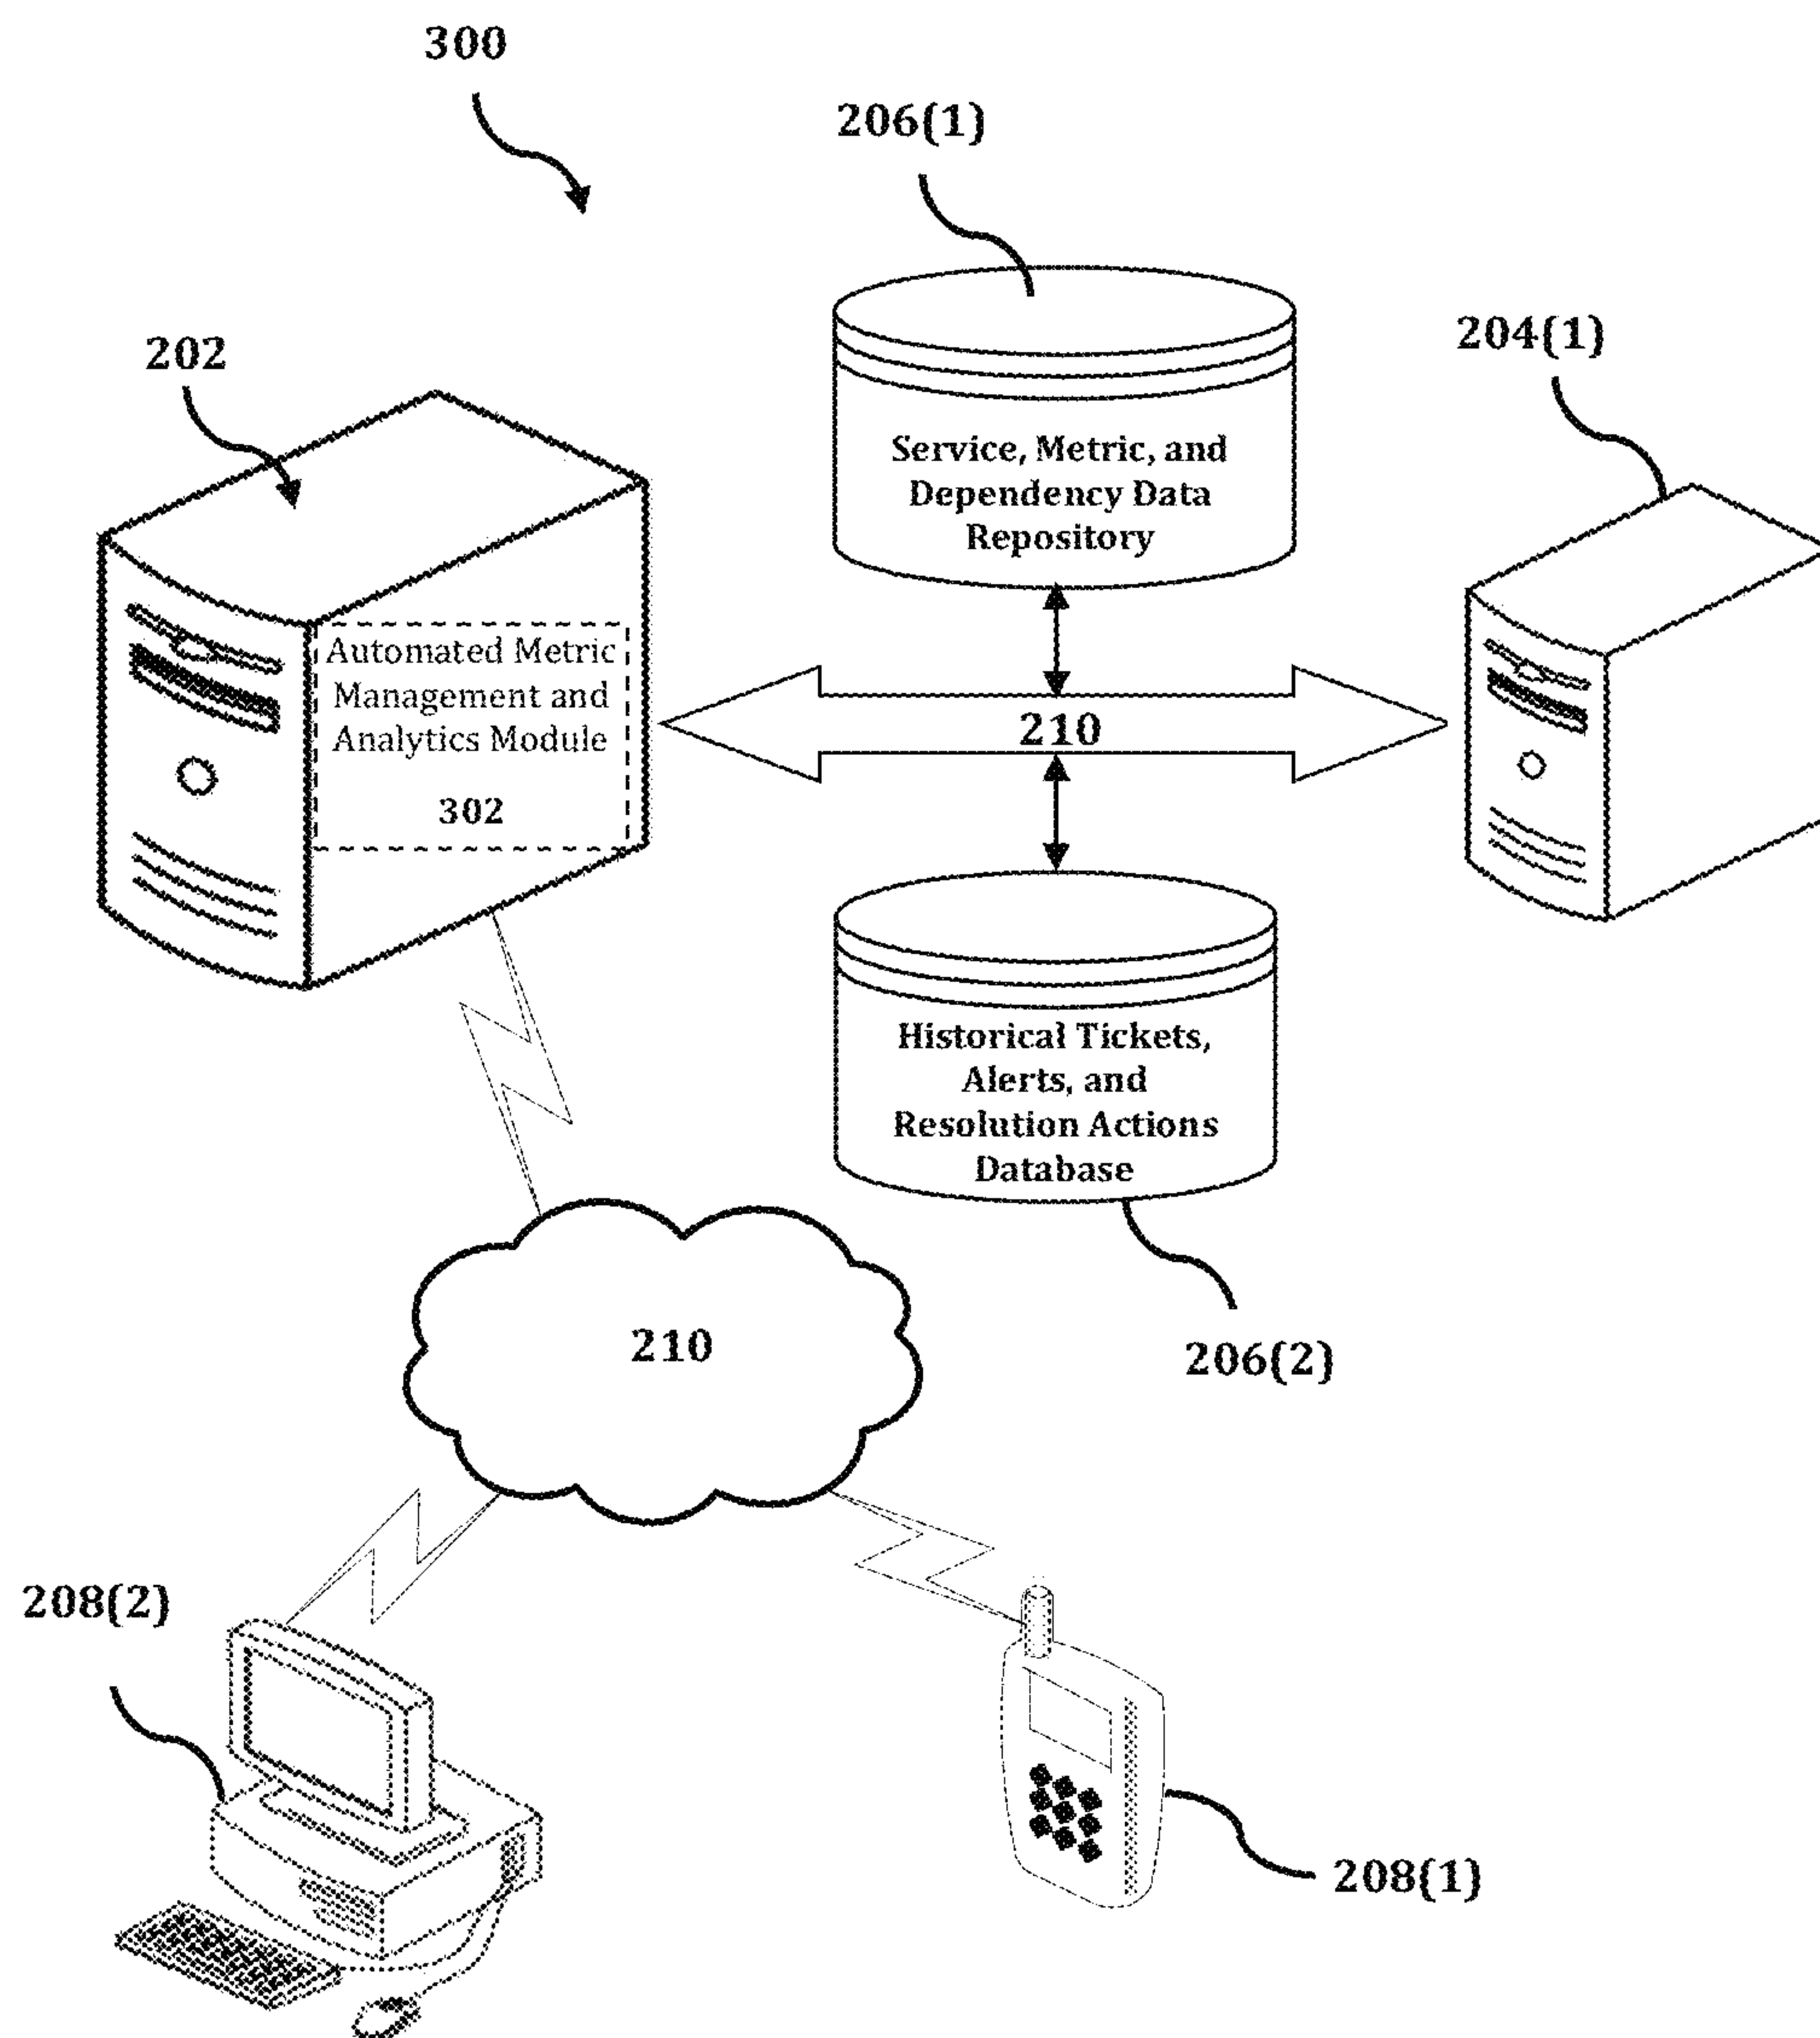 300
206(1)
204(1)
202
Service, Metric, and
Dependency Data
Repository
Automated Metric
Management and
Analytics Module
302
210
Historical Tickets,
Alerts, and
Resolution Actions
Database
210
206(2)
208(2)
208(1)